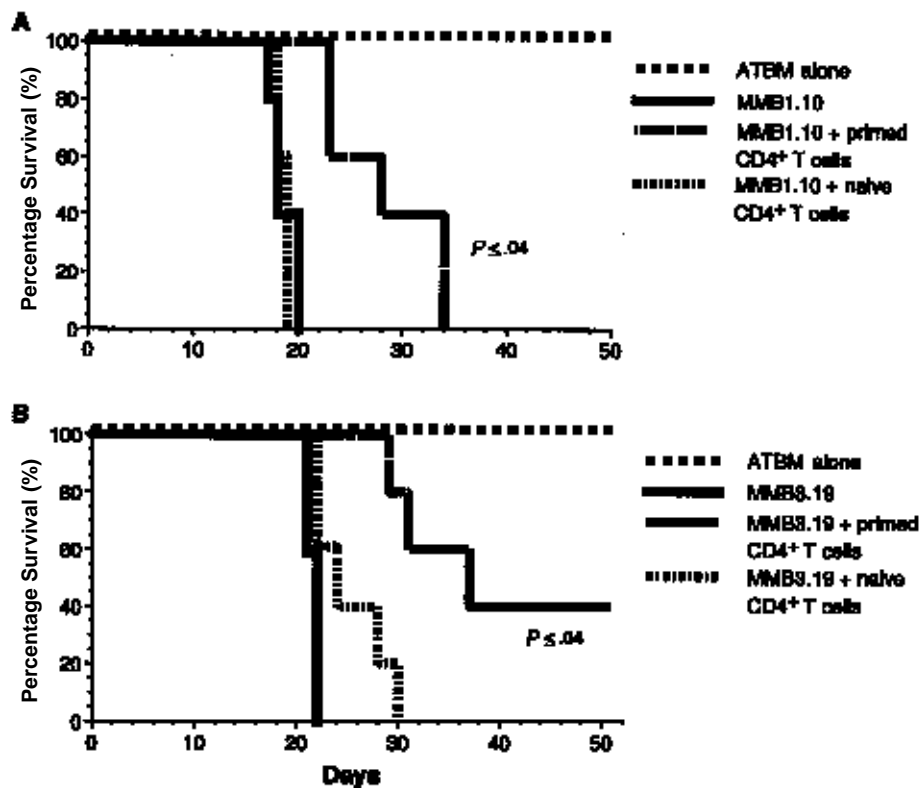 A
Percentage Survival (%)
100
80
60
40
20
0
0 10 20 30 40 50
P ≤ .04
ATBM alone
MMB1.10
MMB1.10 + primed
CD4+ T cells
MMB1.10 + naive
CD4+ T cells
B
Percentage Survival (%)
100
80
60
40
20
0
0 10 20 30 40 50
Days
P ≤ .04
ATBM alone
MMB3.19
MMB3.19 + primed
CD4+ T cells
MMB3.19 + naive
CD4+ T cells